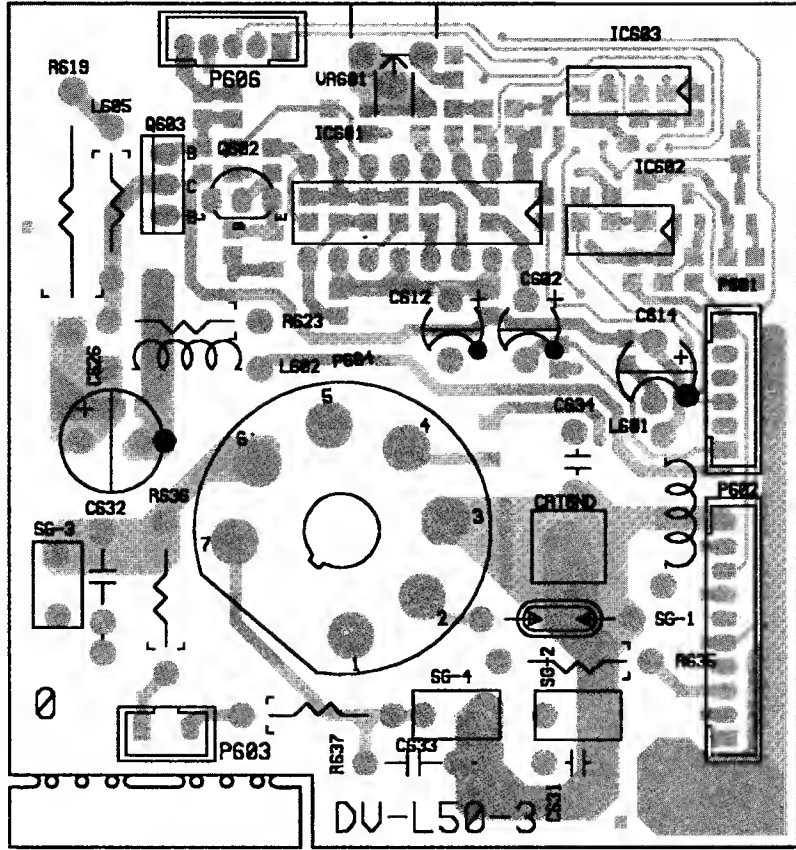 IC603
R619
P606
VR601
L605
Q603
IC601
Q602
IC602
B
C
E
P601
C612
C602
C614
R623
C626
L602
P604
5
4
C634
L601
6
R636
P602
C632
CRTGND
SG-3
3
7
2
SG-1
1
SG-2
R635
SG-4
0
P603
R637
C633
C631
DV-L50-3